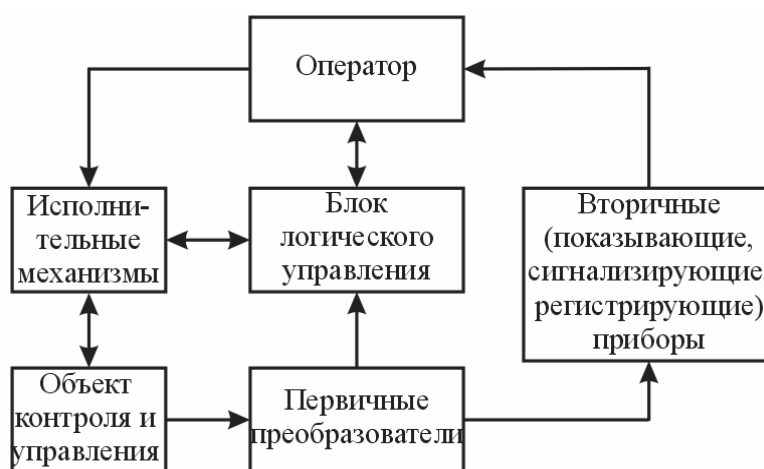 Оператор
Исполни-
тельные
механизмы
Блок
логического
управления
Вторичные
(показывающие,
сигнализирующие,
регистрирующие)
приборы
Объект
контроля и
управления
Первичные
преобразователи